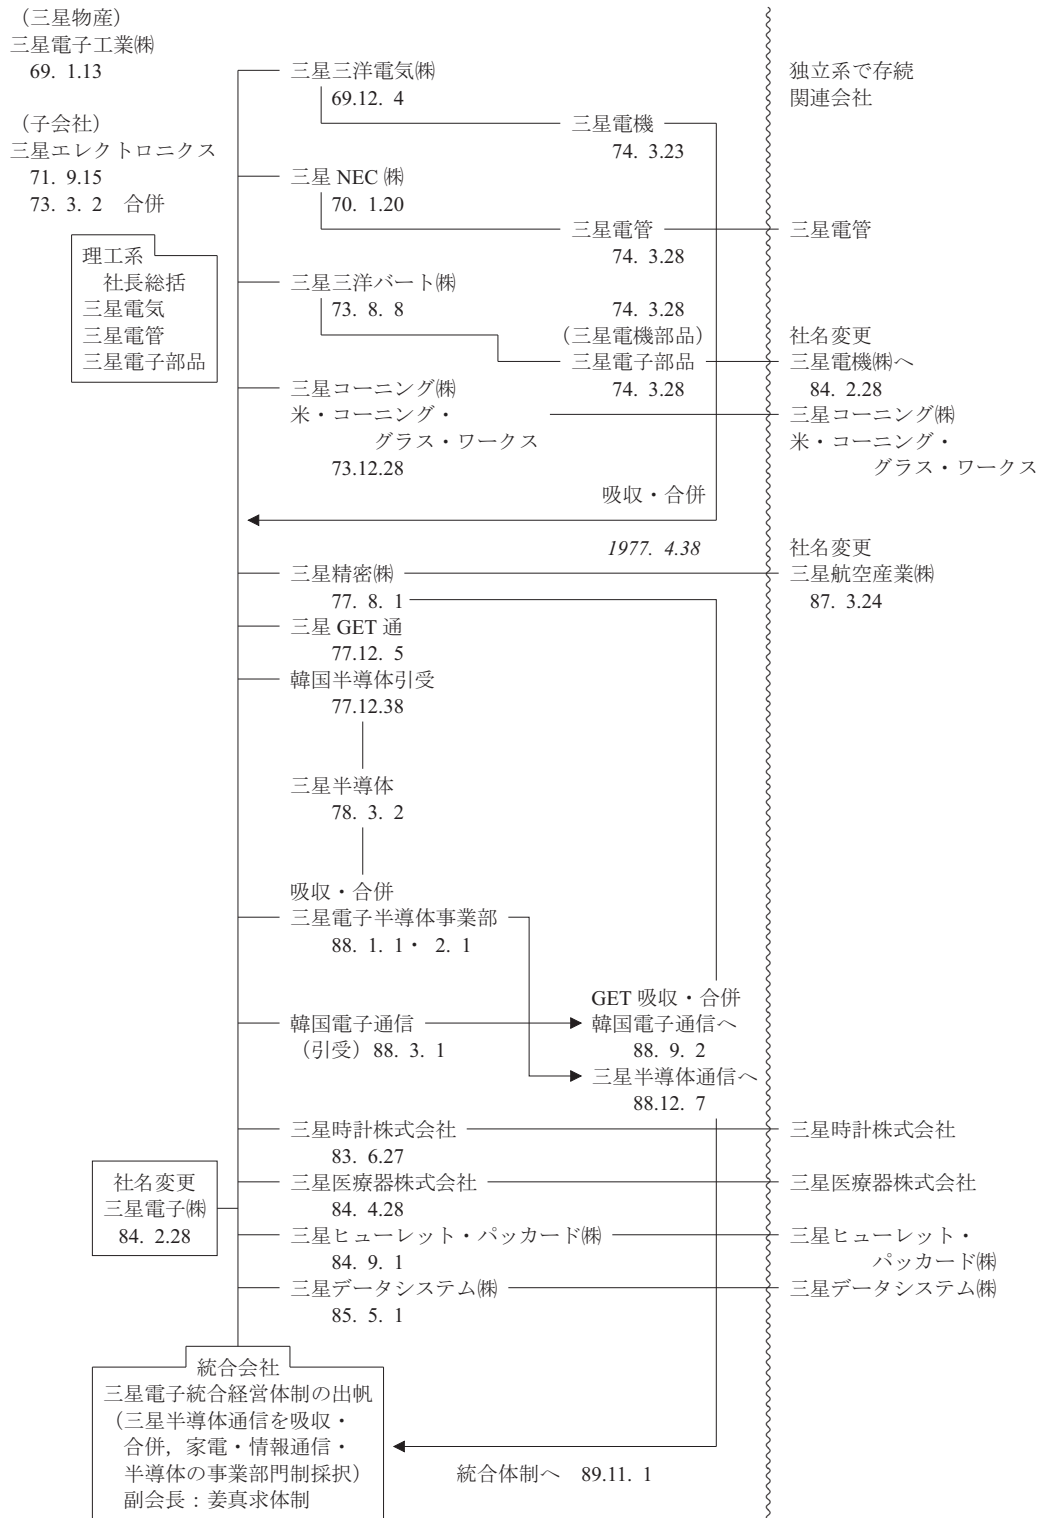 （三星物産）
三星電子工業㈱
69. 1.13
（子会社）
三星エレクトロニクス
71. 9.15
73. 3. 2　合併
理工系
社長総括
三星電気
三星電管
三星電子部品
三星三洋電気㈱
69.12. 4
三星電機
74. 3.23
三星 NEC ㈱
70. 1.20
三星電管
74. 3.28
三星三洋バート㈱
73. 8. 8
74. 3.28
（三星電機部品）
三星電子部品
74. 3.28
三星コーニング㈱
米・コーニング・
グラス・ワークス
73.12.28
吸収・合併
1977. 4.38
独立系で存続
関連会社
三星電管
社名変更
三星電機㈱へ
84. 2.28
三星コーニング㈱
米・コーニング・
グラス・ワークス
社名変更
三星航空産業㈱
87. 3.24
三星精密㈱
77. 8. 1
三星 GET 通
77.12. 5
韓国半導体引受
77.12.38
三星半導体
78. 3. 2
吸収・合併
三星電子半導体事業部
88. 1. 1・ 2. 1
韓国電子通信
（引受）88. 3. 1
GET 吸収・合併
韓国電子通信へ
88. 9. 2
三星半導体通信へ
88.12. 7
三星時計株式会社
83. 6.27
三星時計株式会社
社名変更
三星電子㈱
84. 2.28
三星医療器株式会社
84. 4.28
三星医療器株式会社
三星ヒューレット・パッカード㈱
84. 9. 1
三星ヒューレット・
パッカード㈱
三星データシステム㈱
85. 5. 1
三星データシステム㈱
統合会社
三星電子統合経営体制の出帆
（三星半導体通信を吸収・
合併，家電・情報通信・
半導体の事業部門制採択）
副会長：姜真求体制
統合体制へ　89.11. 1